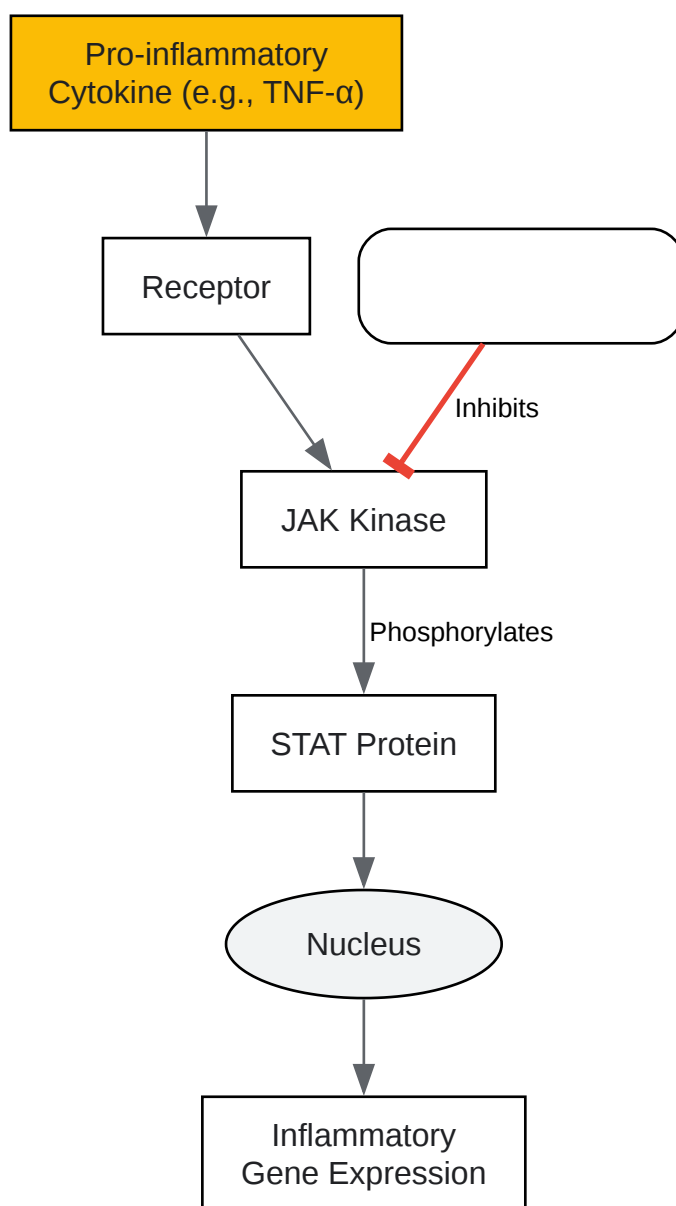 Pro-inflammatory
Cytokine (e.g., TNF-α)
Receptor
Inhibits
JAK Kinase
Phosphorylates
STAT Protein
Nucleus
Inflammatory
Gene Expression